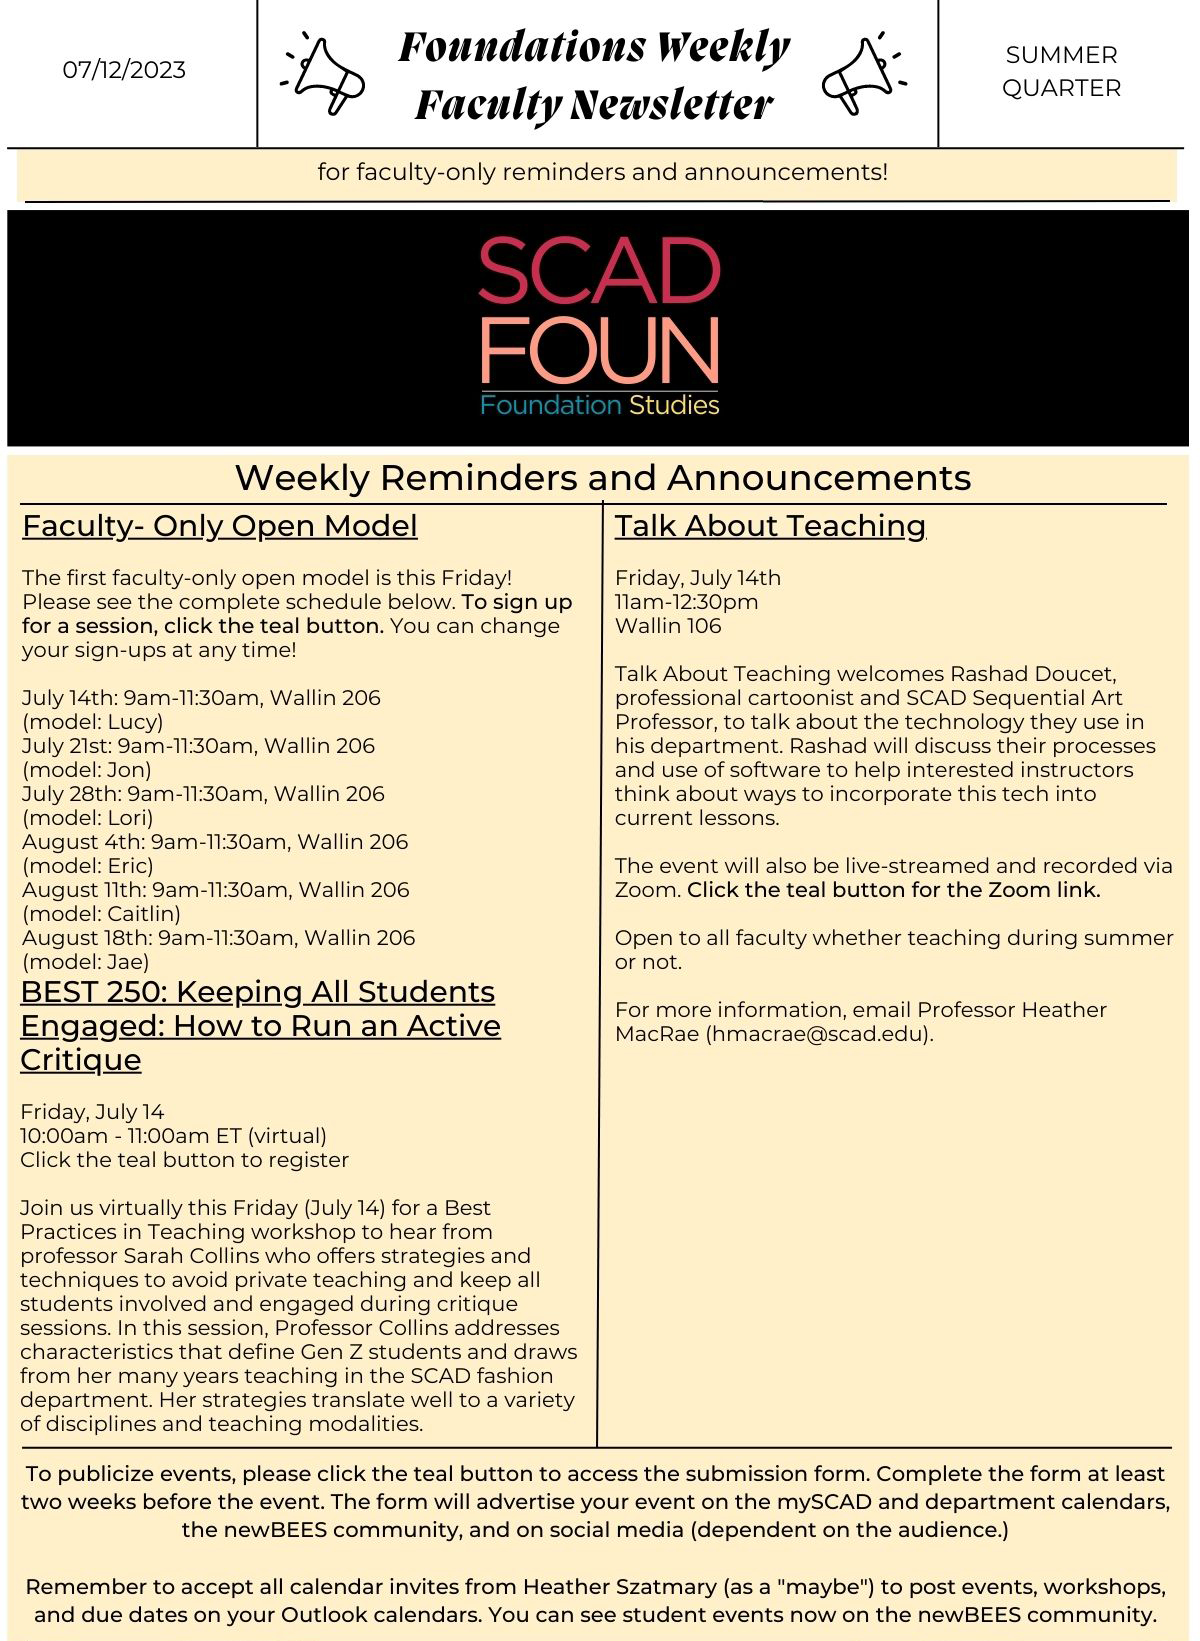 07/12/2023
Foundations Weekly
Faculty Newsletter
SUMMER
QUARTER
for faculty-only reminders and announcements!
SCAD
FOUN
Foundation Studies
Weekly Reminders and Announcements
Faculty- Only Open Model
The first faculty-only open model is this Friday!
Please see the complete schedule below. To sign up
for a session, click the teal button. You can change
your sign-ups at any time!
July 14th: 9am-11:30am, Wallin 206
(model: Lucy)
July 21st: 9am-11:30am, Wallin 206
(model: Jon)
July 28th: 9am-11:30am, Wallin 206
(model: Lori)
August 4th: 9am-11:30am, Wallin 206
(model: Eric)
August 11th: 9am-11:30am, Wallin 206
(model: Caitlin)
August 18th: 9am-11:30am, Wallin 206
(model: Jae)
BEST 250: Keeping All Students
Engaged: How to Run an Active
Critique
Friday, July 14
10:00am - 11:00am ET (virtual)
Click the teal button to register
Join us virtually this Friday (July 14) for a Best
Practices in Teaching workshop to hear from
professor Sarah Collins who offers strategies and
techniques to avoid private teaching and keep all
students involved and engaged during critique
sessions. In this session, Professor Collins addresses
characteristics that define Gen Z students and draws
from her many years teaching in the SCAD fashion
department. Her strategies translate well to a variety
of disciplines and teaching modalities.
Talk About Teaching
Friday, July 14th
11am-12:30pm
Wallin 106
Talk About Teaching welcomes Rashad Doucet,
professional cartoonist and SCAD Sequential Art
Professor, to talk about the technology they use in
his department. Rashad will discuss their processes
and use of software to help interested instructors
think about ways to incorporate this tech into
current lessons.
The event will also be live-streamed and recorded via
Zoom. Click the teal button for the Zoom link.
Open to all faculty whether teaching during summer
or not.
For more information, email Professor Heather
MacRae (hmacrae@scad.edu).
To publicize events, please click the teal button to access the submission form. Complete the form at least
two weeks before the event. The form will advertise your event on the mySCAD and department calendars,
the newBEES community, and on social media (dependent on the audience.)
Remember to accept all calendar invites from Heather Szatmary (as a "maybe") to post events, workshops,
and due dates on your Outlook calendars. You can see student events now on the newBEES community.